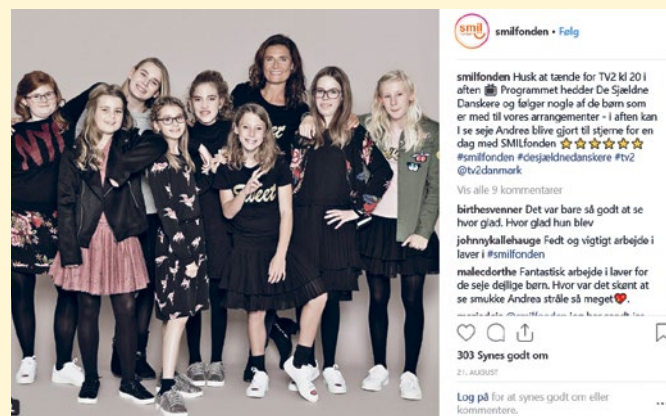 NYC
Tweet
Sweet
smil
smilfonden • Følg
smilfonden Husk at tænde for TV2 kl 20 i
aften 📺 Programmet hedder De Sjældne
Danskere og følger nogle af de børn som
er med til vores arrangementer - i aften kan
I se seje Andrea blive gjort til stjerne for en
dag med SMILfonden ⭐⭐⭐⭐⭐⭐
#smilfonden #desjældnedanskere #tv2
@tv2danmark
Vis alle 9 kommentarer
birthesvenner Det var bare så godt at se
hvor glad. Hvor glad hun blev
johnnykallehauge Fedt og vigtigt arbejde i
laver i #smilfonden
malecdorthe Fantastisk arbejde i laver for
de seje dejlige børn. Hvor var det skønt at
se smukke Andrea stråle så meget❤️.
303 Synes godt om
21. AUGUST
Log på for at synes godt om eller
kommentere.